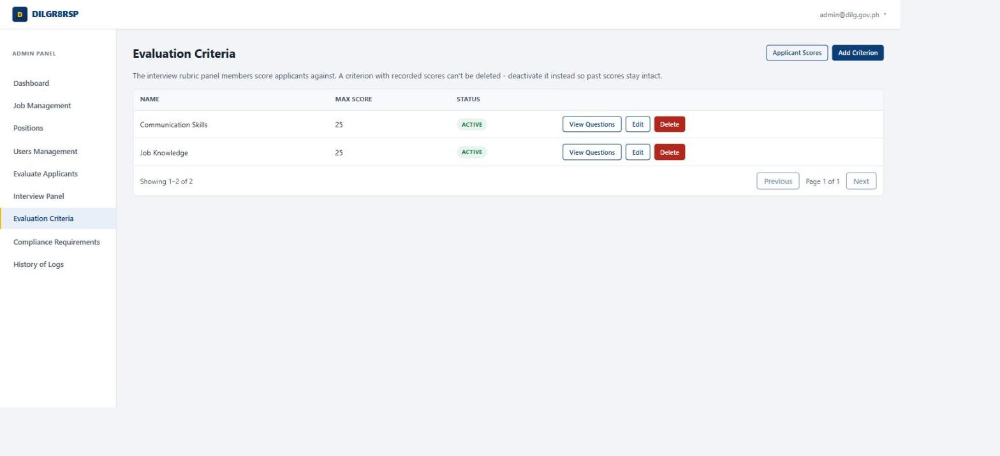 D DILGR8RSP
admin@dilg.gov.ph
ADMIN PANEL
Dashboard
Job Management
Positions
Users Management
Evaluate Applicants
Interview Panel
Evaluation Criteria
Compliance Requirements
History of Logs
Evaluation Criteria
Applicant Scores Add Criterion
The interview rubric panel members score applicants against. A criterion with recorded scores can't be deleted - deactivate it instead so past scores stay intact.
NAME MAX SCORE STATUS
Communication Skills 25 ACTIVE View Questions Edit Delete
Job Knowledge 25 ACTIVE View Questions Edit Delete
Showing 1–2 of 2 Previous Page 1 of 1 Next